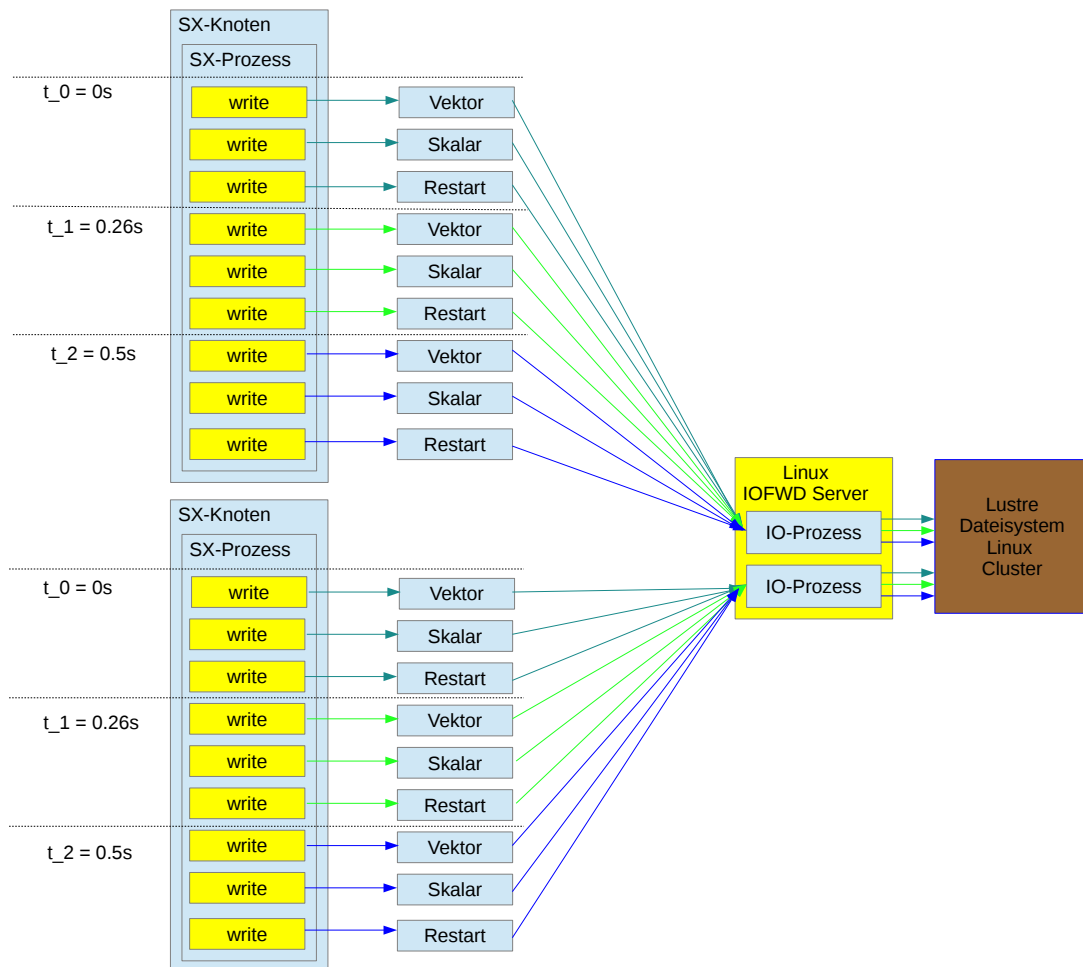 SX-Knoten
SX-Prozess
t_0 = 0s
write
Vektor
write
Skalar
write
Restart
t_1 = 0.26s
write
Vektor
write
Skalar
write
Restart
t_2 = 0.5s
write
Vektor
write
Skalar
write
Restart
Linux
IOFWD Server
IO-Prozess
IO-Prozess
Lustre
Dateisystem
Linux
Cluster
SX-Knoten
SX-Prozess
t_0 = 0s
write
Vektor
write
Skalar
write
Restart
t_1 = 0.26s
write
Vektor
write
Skalar
write
Restart
t_2 = 0.5s
write
Vektor
write
Skalar
write
Restart